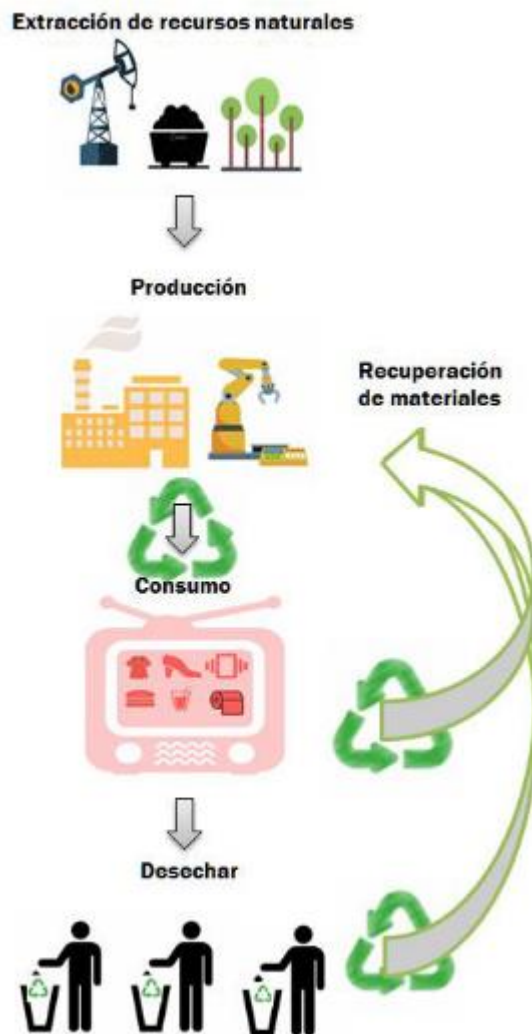 Extracción de recursos naturales
Producción
Recuperación
de materiales
Consumo
Desechar